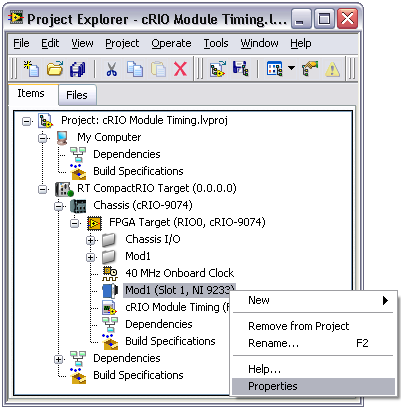 Project Explorer - cRIO Module Timing.l...
File Edit View Project Operate Tools Window Help
Items Files
Project: cRIO Module Timing.lvproj
My Computer
Dependencies
Build Specifications
RT CompactRIO Target (0.0.0.0)
Chassis (cRIO-9074)
FPGA Target (RIO0, cRIO-9074)
Chassis I/O
Mod1
40 MHz Onboard Clock
Mod1 (Slot 1, NI 9233)
New
cRIO Module Timing (F
Remove from Project
Dependencies
Rename... F2
Build Specifications
Dependencies
Help...
Build Specifications
Properties